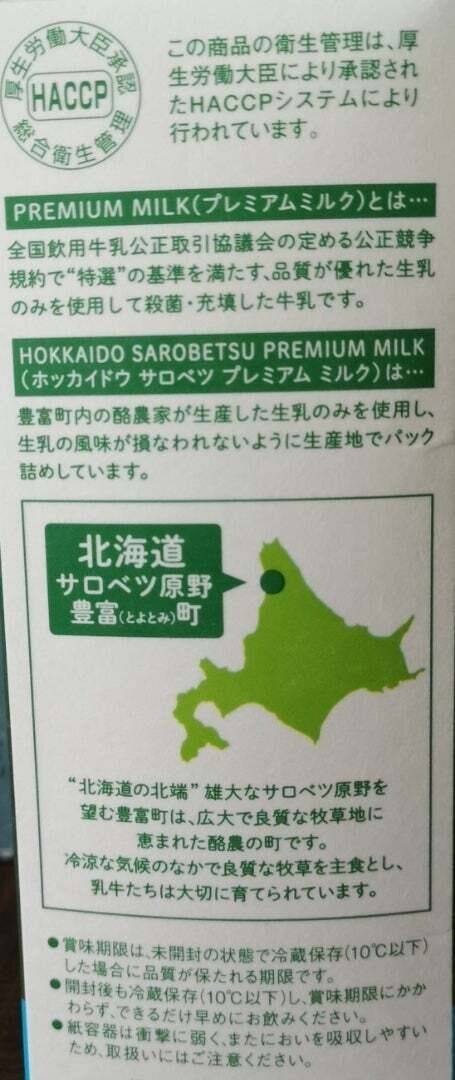 厚生労働大臣承認
HACCP
総合衛生管理
この商品の衛生管理は、厚
生労働大臣により承認され
たHACCPシステムにより
行われています。
PREMIUM MILK(プレミアムミルク)とは…
全国飲用牛乳公正取引協議会の定める公正競争
規約で“特選”の基準を満たす、品質が優れた生乳
のみを使用して殺菌・充填した牛乳です。
HOKKAIDO SAROBETSU PREMIUM MILK
(ホッカイドウ サロベツ プレミアム ミルク)は…
豊富町内の酪農家が生産した生乳のみを使用し、
生乳の風味が損なわれないように生産地でパック
詰めしています。
北海道
サロベツ原野
豊富(とよとみ)町
“北海道の北端” 雄大なサロベツ原野を
望む豊富町は、広大で良質な牧草地に
恵まれた酪農の町です。
冷涼な気候のなかで良質な牧草を主食とし、
乳牛たちは大切に育てられています。
●賞味期限は、未開封の状態で冷蔵保存(10℃以下)
した場合に品質が保たれる期限です。
●開封後も冷蔵保存(10℃以下)し、賞味期限にかか
わらず、できるだけ早めにお飲みください。
●紙容器は衝撃に弱く、またにおいを吸収しやすい
ため、取扱いにはご注意ください。